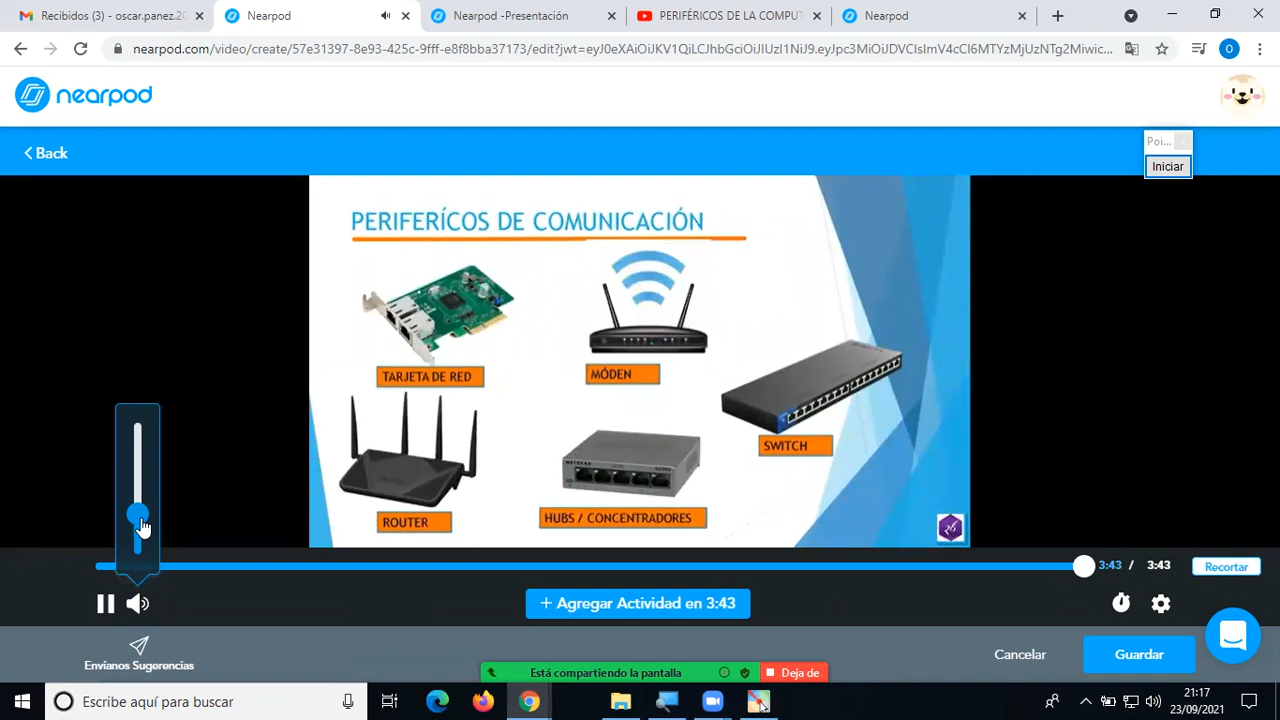 Recibidos (3) - oscar.panez.20
Nearpod
Nearpod -Presentación
PERIFÉRICOS DE LA COMPUT
Nearpod
nearpod.com/video/create/57e31397-8e93-425c-9fff-e8f8bba37173/edit?jwt=eyJ0eXAiOiJKV1QiLCJhbGciOiJIUzI1NiJ9.eyJpc3MiOiJDVCIsImV4cCI6MTYzMjUzNTg2Miwic...
O
nearpod
Back
Poi...
Iniciar
PERIFERÍCOS DE COMUNICACIÓN
TARJETA DE RED
MÓDEN
SWITCH
ROUTER
HUBS / CONCENTRADORES
3:43 / 3:43
Recortar
+ Agregar Actividad en 3:43
Envíanos Sugerencias
Cancelar
Guardar
Está compartiendo la pantalla
Deja de
Escribe aquí para buscar
21:17
23/09/2021